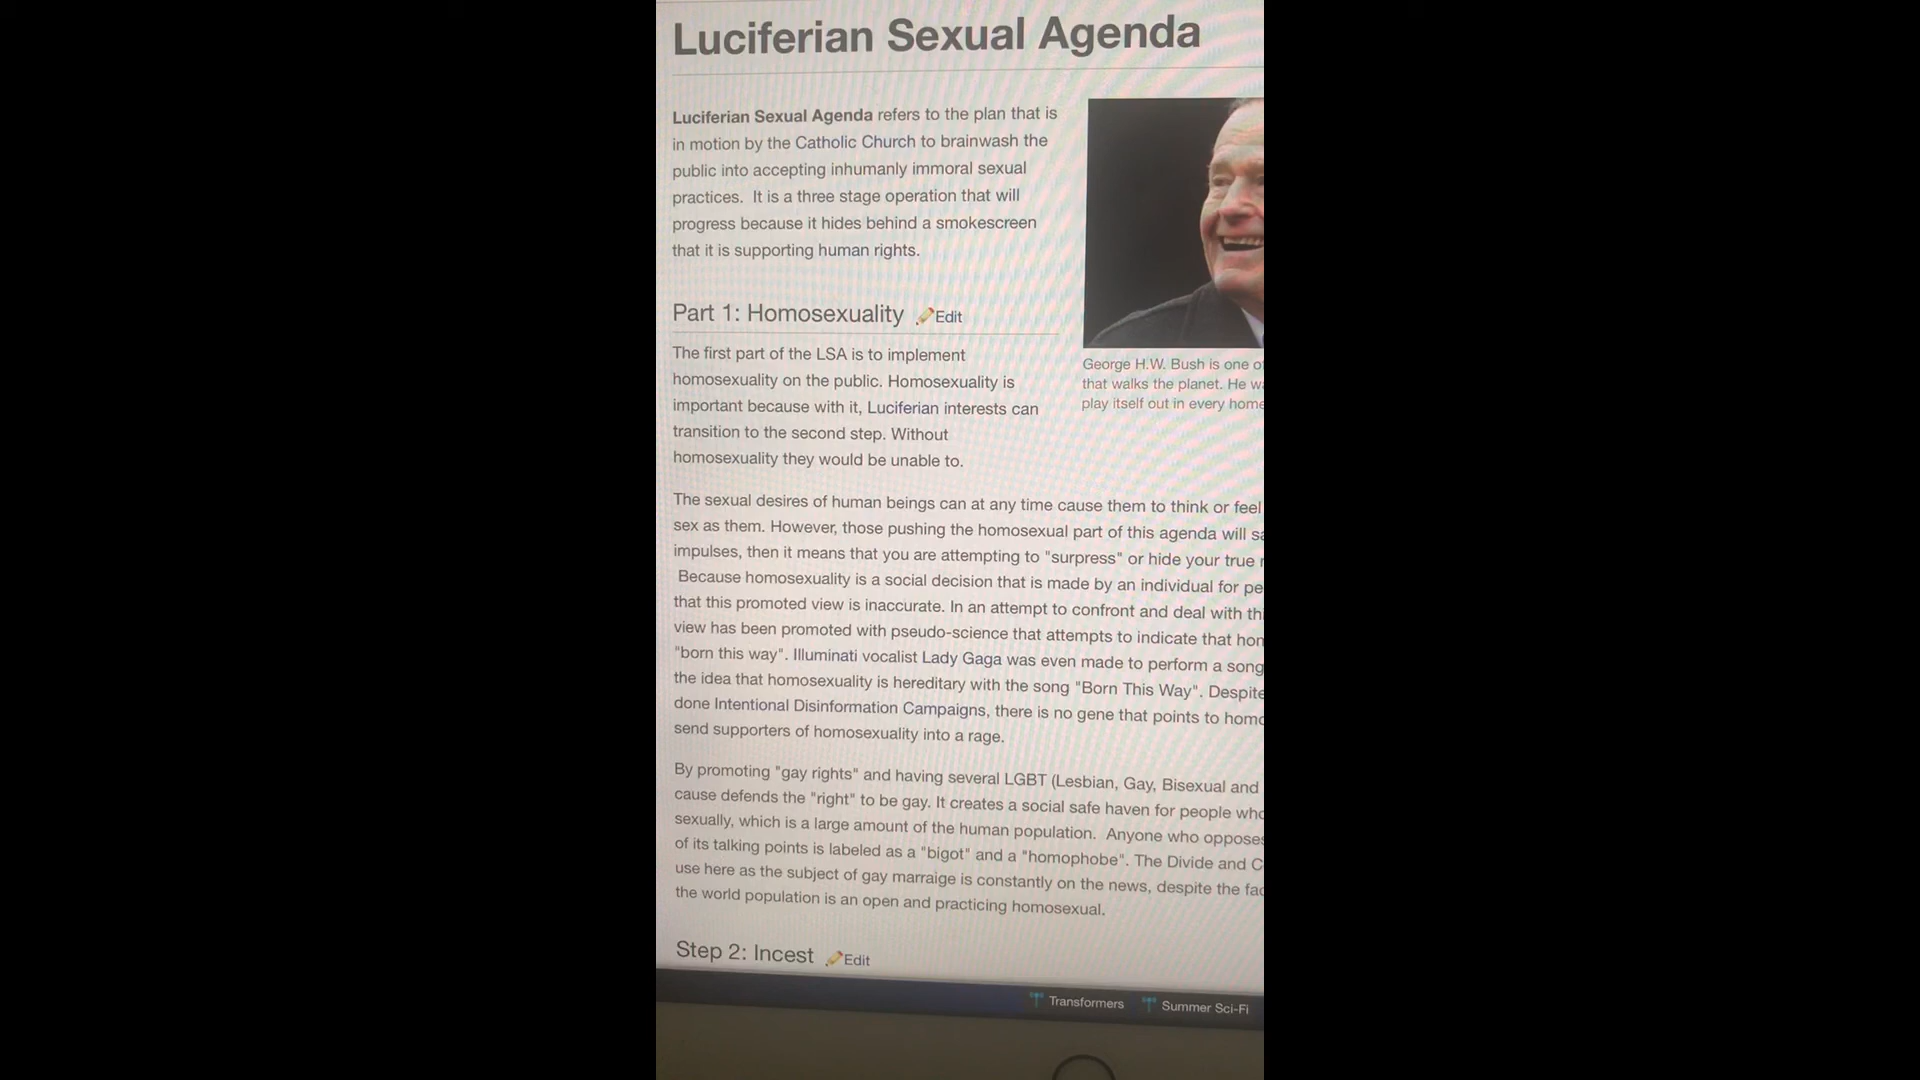 Luciferian Sexual Agenda
Luciferian Sexual Agenda refers to the plan that is
in motion by the Catholic Church to brainwash the
public into accepting inhumanly immoral sexual
practices. It is a three stage operation that will
progress because it hides behind a smokescreen
that it is supporting human rights.
George H.W. Bush is one
that walks the planet. He
play itself out in every home
Part 1: Homosexuality Edit
The first part of the LSA is to implement
homosexuality on the public. Homosexuality is
important because with it, Luciferian interests can
transition to the second step. Without
homosexuality they would be unable to.
The sexual desires of human beings can at any time cause them to think or feel
sex as them. However, those pushing the homosexual part of this agenda will
impulses, then it means that you are attempting to "surpress" or hide your true
Because homosexuality is a social decision that is made by an individual for
that this promoted view is inaccurate. In an attempt to confront and deal with
view has been promoted with pseudo-science that attempts to indicate that
"born this way". Illuminati vocalist Lady Gaga was even made to perform a song
the idea that homosexuality is hereditary with the song "Born This Way". Despite
done Intentional Disinformation Campaigns, there is no gene that points to
send supporters of homosexuality into a rage.
By promoting "gay rights" and having several LGBT (Lesbian, Gay, Bisexual and
cause defends the "right" to be gay. It creates a social safe haven for people
sexually, which is a large amount of the human population. Anyone who
of its talking points is labeled as a "bigot" and a "homophobe". The Divide and
use here as the subject of gay marraige is constantly on the news, despite the
the world population is an open and practicing homosexual.
Step 2: Incest Edit
Transformers Summer Sci-Fi